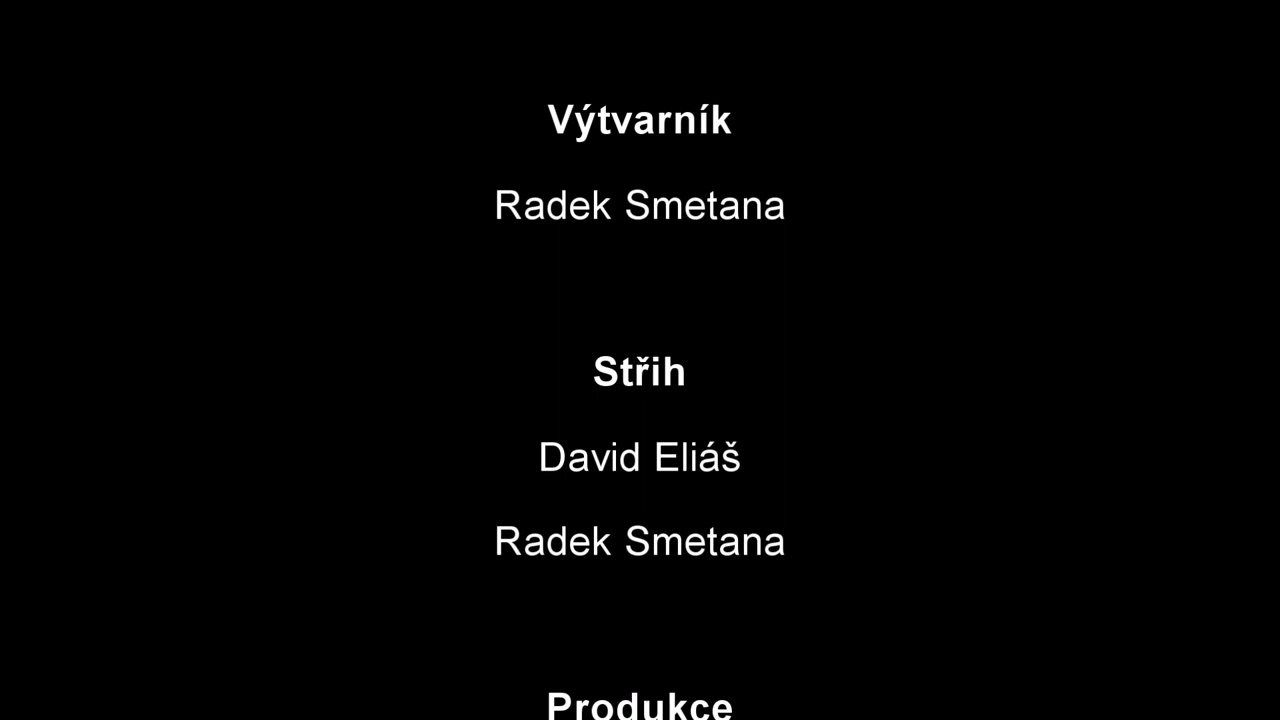 Výtvarník
Radek Smetana
Střih
David Eliáš
Radek Smetana
Produkce